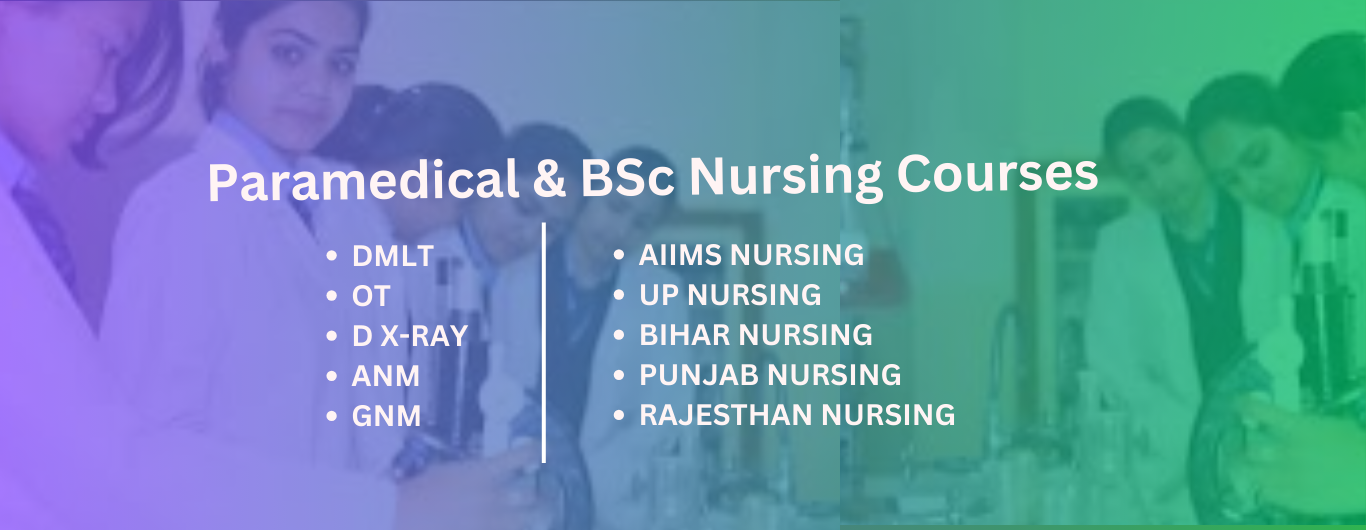 Paramedical & BSc Nursing Courses
• DMLT
• OT
• D X-RAY
• ANM
• GNM
• AIIMS NURSING
• UP NURSING
• BIHAR NURSING
• PUNJAB NURSING
• RAJESTHAN NURSING